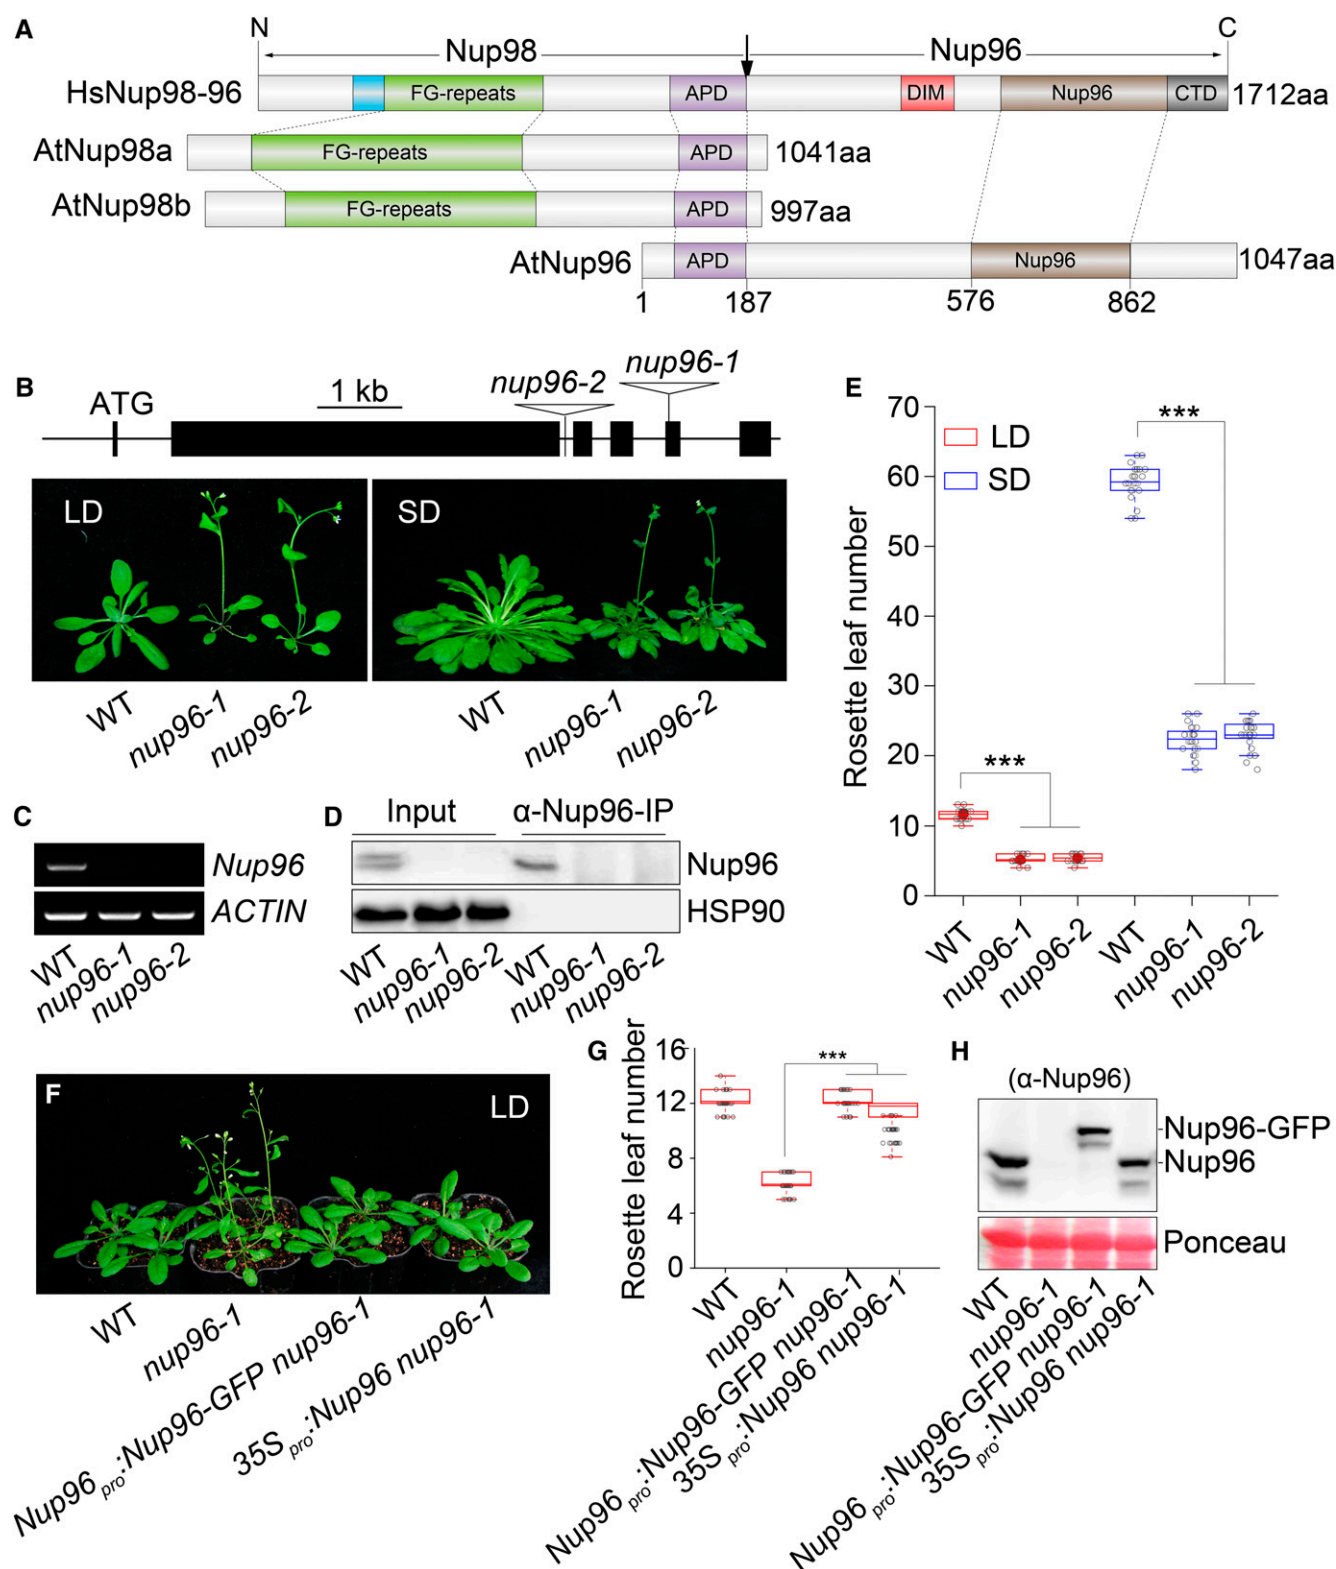 A
N
C
Nup98
Nup96
HsNup98-96
FG-repeats
APD
DIM
Nup96
CTD
1712aa
AtNup98a
FG-repeats
APD
1041aa
AtNup98b
FG-repeats
APD
997aa
AtNup96
APD
Nup96
1047aa
1
187
576
862
B
ATG
1 kb
nup96-2
nup96-1
LD
SD
WT
nup96-1
nup96-2
WT
nup96-1
nup96-2
C
Nup96
ACTIN
WT
nup96-1
nup96-2
D
Input
α-Nup96-IP
Nup96
HSP90
WT
nup96-1
nup96-2
WT
nup96-1
nup96-2
E
Rosette leaf number
70
60
50
40
30
20
10
0
LD
SD
***
***
WT
nup96-1
nup96-2
WT
nup96-1
nup96-2
F
LD
WT
nup96-1
Nup96 pro:Nup96-GFP nup96-1
35S pro:Nup96 nup96-1
G
Rosette leaf number
16
12
8
4
0
***
WT
nup96-1
Nup96 pro:Nup96-GFP nup96-1
35S pro:Nup96 nup96-1
H
(α-Nup96)
Nup96-GFP
Nup96
Ponceau
WT
nup96-1
Nup96 pro:Nup96-GFP nup96-1
35S pro:Nup96 nup96-1